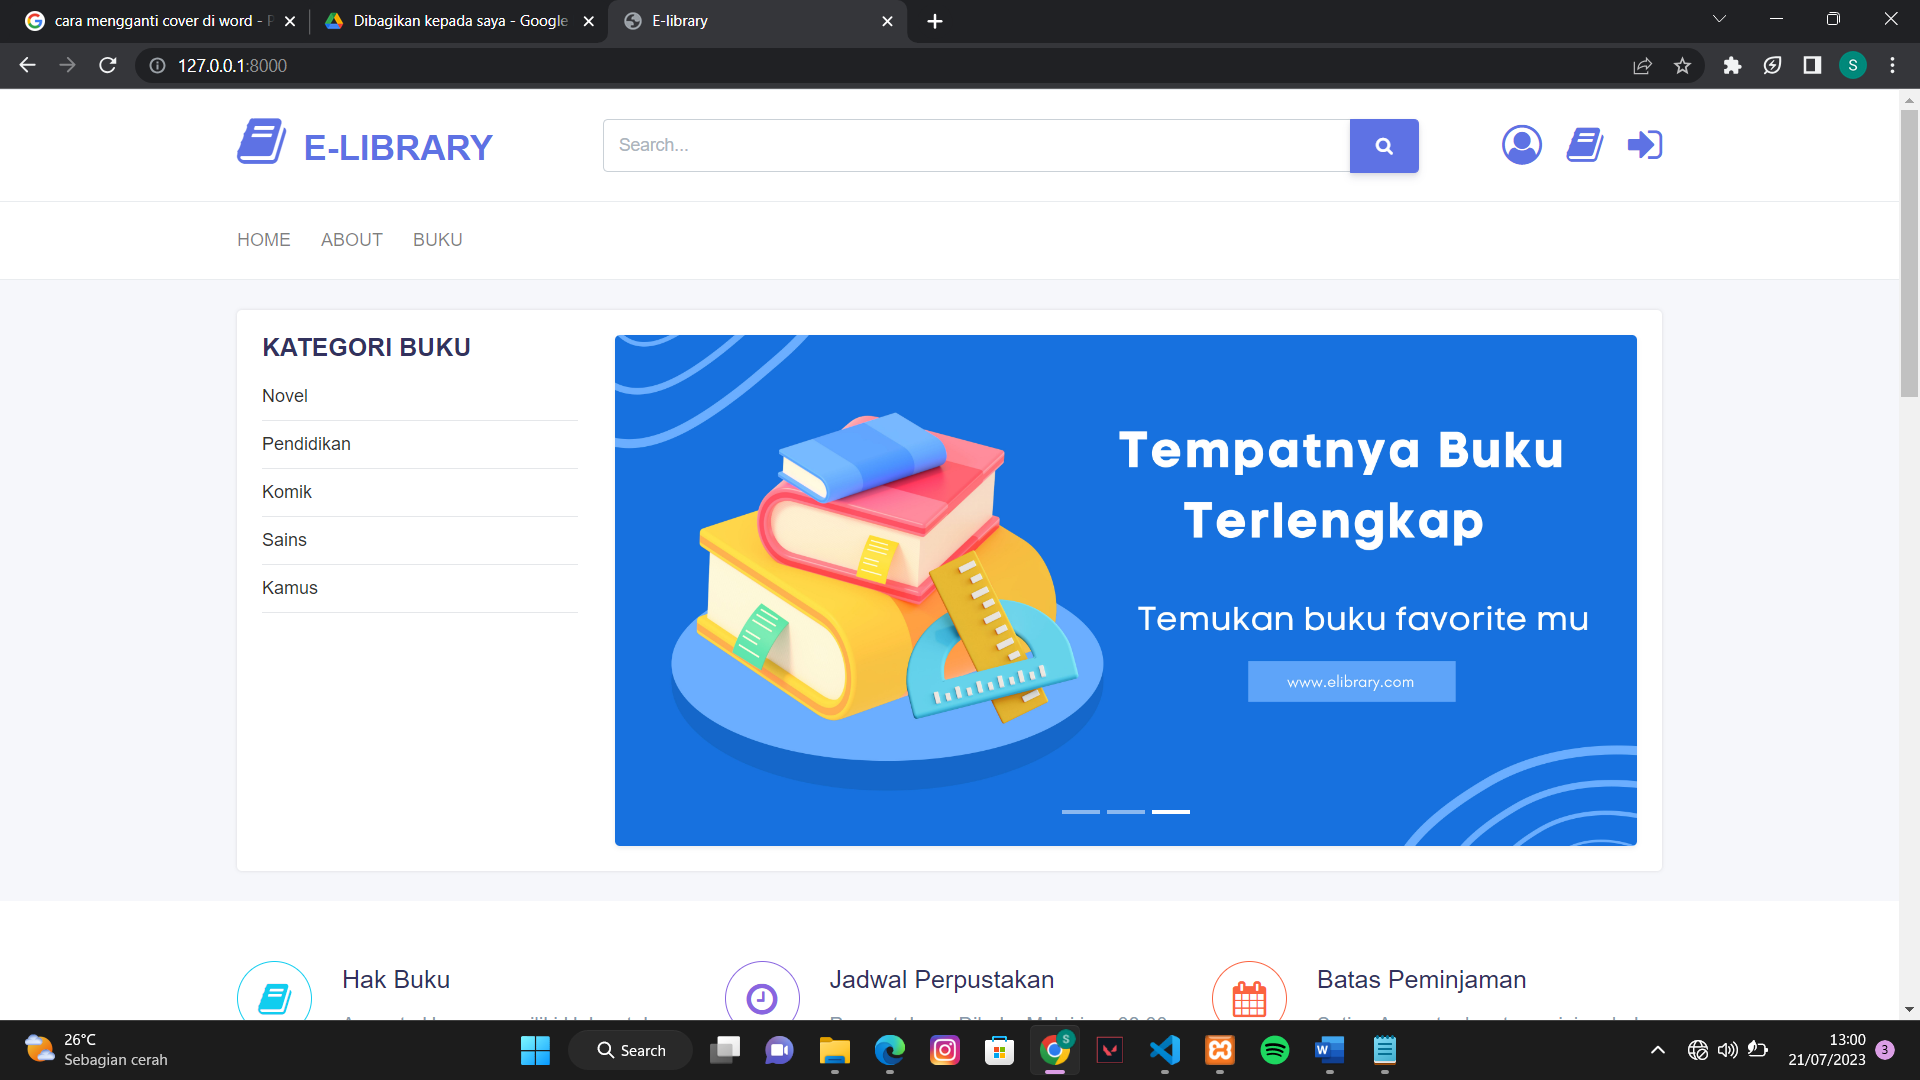 cara mengganti cover di word -
Dibagikan kepada saya - Google
E-library
127.0.0.1:8000
S
E-LIBRARY
Search...
HOME
ABOUT
BUKU
KATEGORI BUKU
Novel
Pendidikan
Komik
Sains
Kamus
Tempatnya Buku
Terlengkap
Temukan buku favorite mu
www.elibrary.com
Hak Buku
Jadwal Perpustakan
Batas Peminjaman
26°C
Sebagian cerah
Search
S
W
13:00
21/07/2023
3